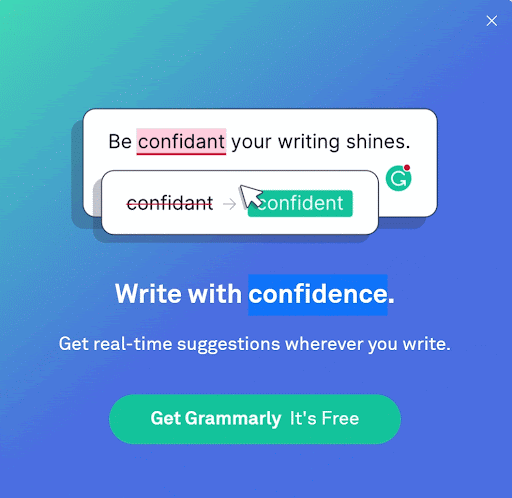 Be confidant your writing shines.
confidant → confident
Write with confidence.
Get real-time suggestions wherever you write.
Get Grammarly It's Free